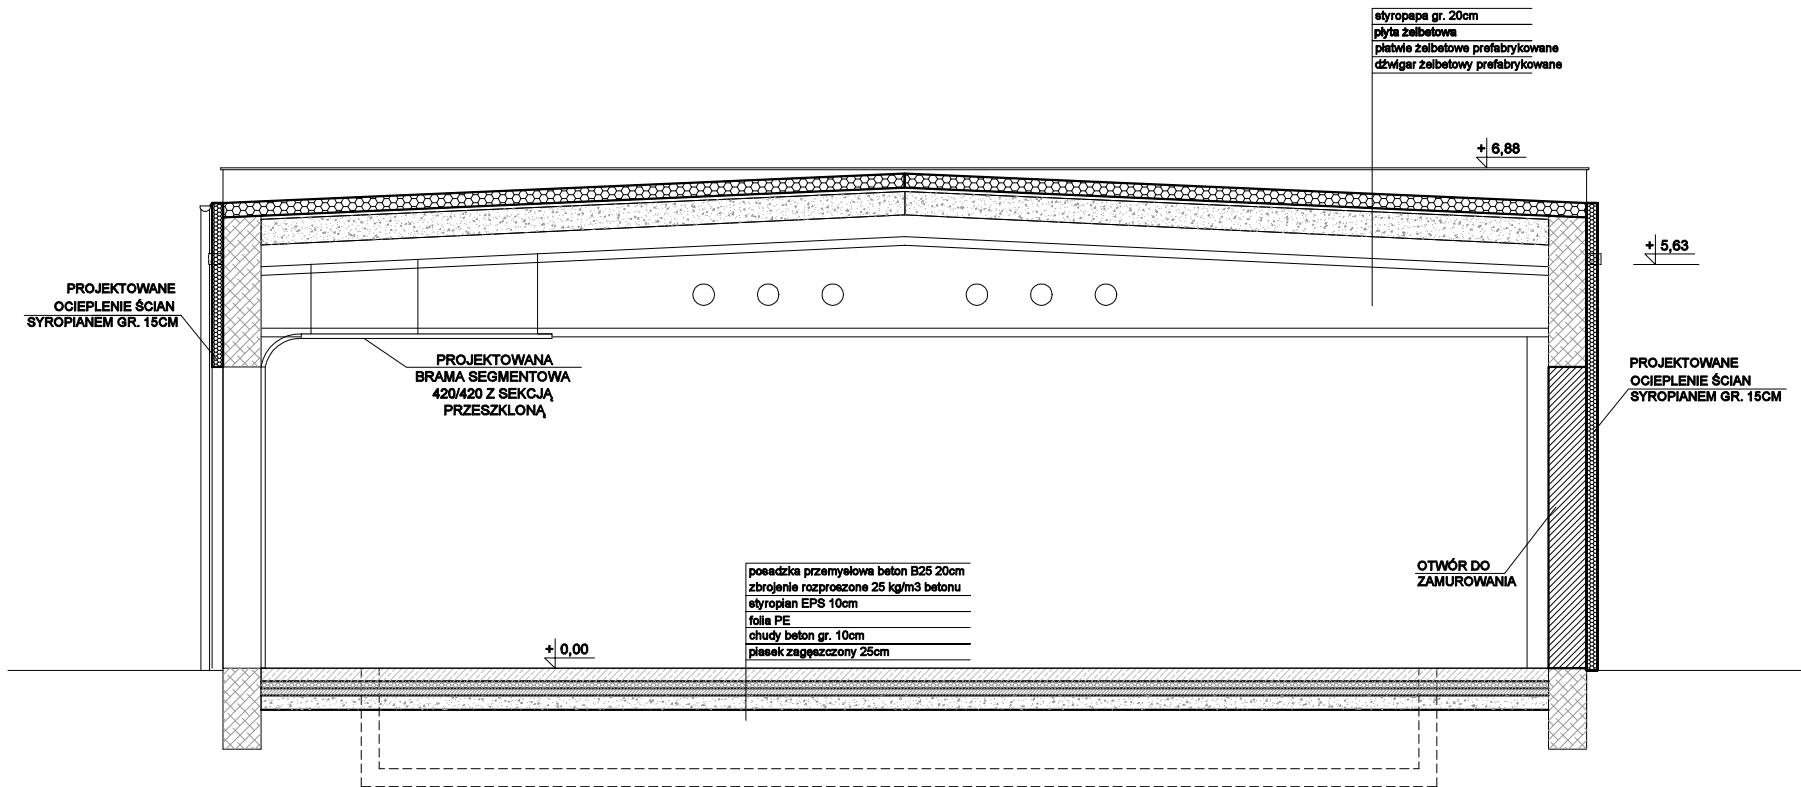 styropapa gr. 20cm
płyta żelbetowa
płatwie żelbetowe prefabrykowane
dźwigar żelbetowy prefabrykowane
+ 6,88
+ 5,63
PROJEKTOWANE
OCIEPLENIE ŚCIAN
SYROPIANEM GR. 15CM
PROJEKTOWANA
BRAMA SEGMENTOWA
420/420 Z SEKCJĄ
PRZESZKLONĄ
PROJEKTOWANE
OCIEPLENIE ŚCIAN
SYROPIANEM GR. 15CM
OTWÓR DO
ZAMUROWANIA
posadzka przemysłowa beton B25 20cm
zbrojenie rozproszone 25 kg/m3 betonu
styropian EPS 10cm
folia PE
chudy beton gr. 10cm
piasek zagęszczony 25cm
+ 0,00